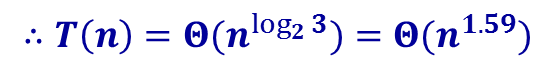 ∴ T(n) = Θ(n^{log₂ 3}) = Θ(n^{1.59})